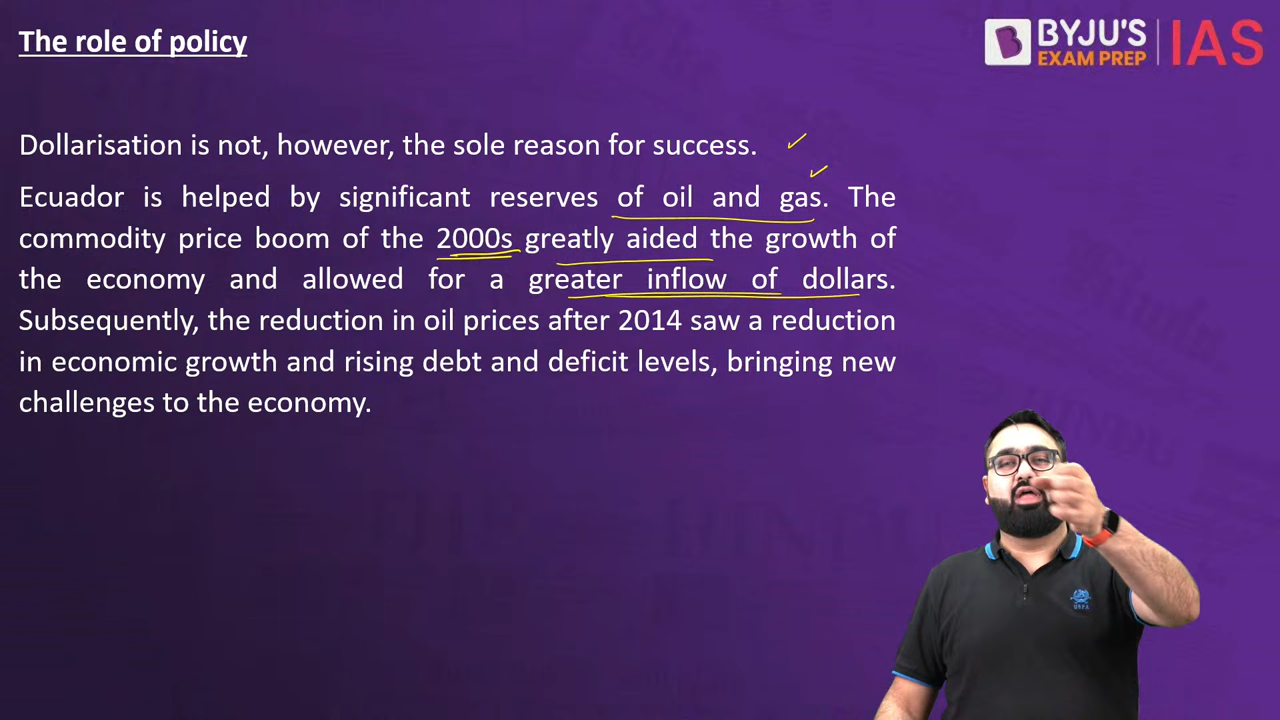 The role of policy
BYJU'S
EXAM PREP
IAS
Dollarisation is not, however, the sole reason for success.
Ecuador is helped by significant reserves of oil and gas. The
commodity price boom of the 2000s greatly aided the growth of
the economy and allowed for a greater inflow of dollars.
Subsequently, the reduction in oil prices after 2014 saw a reduction
in economic growth and rising debt and deficit levels, bringing new
challenges to the economy.